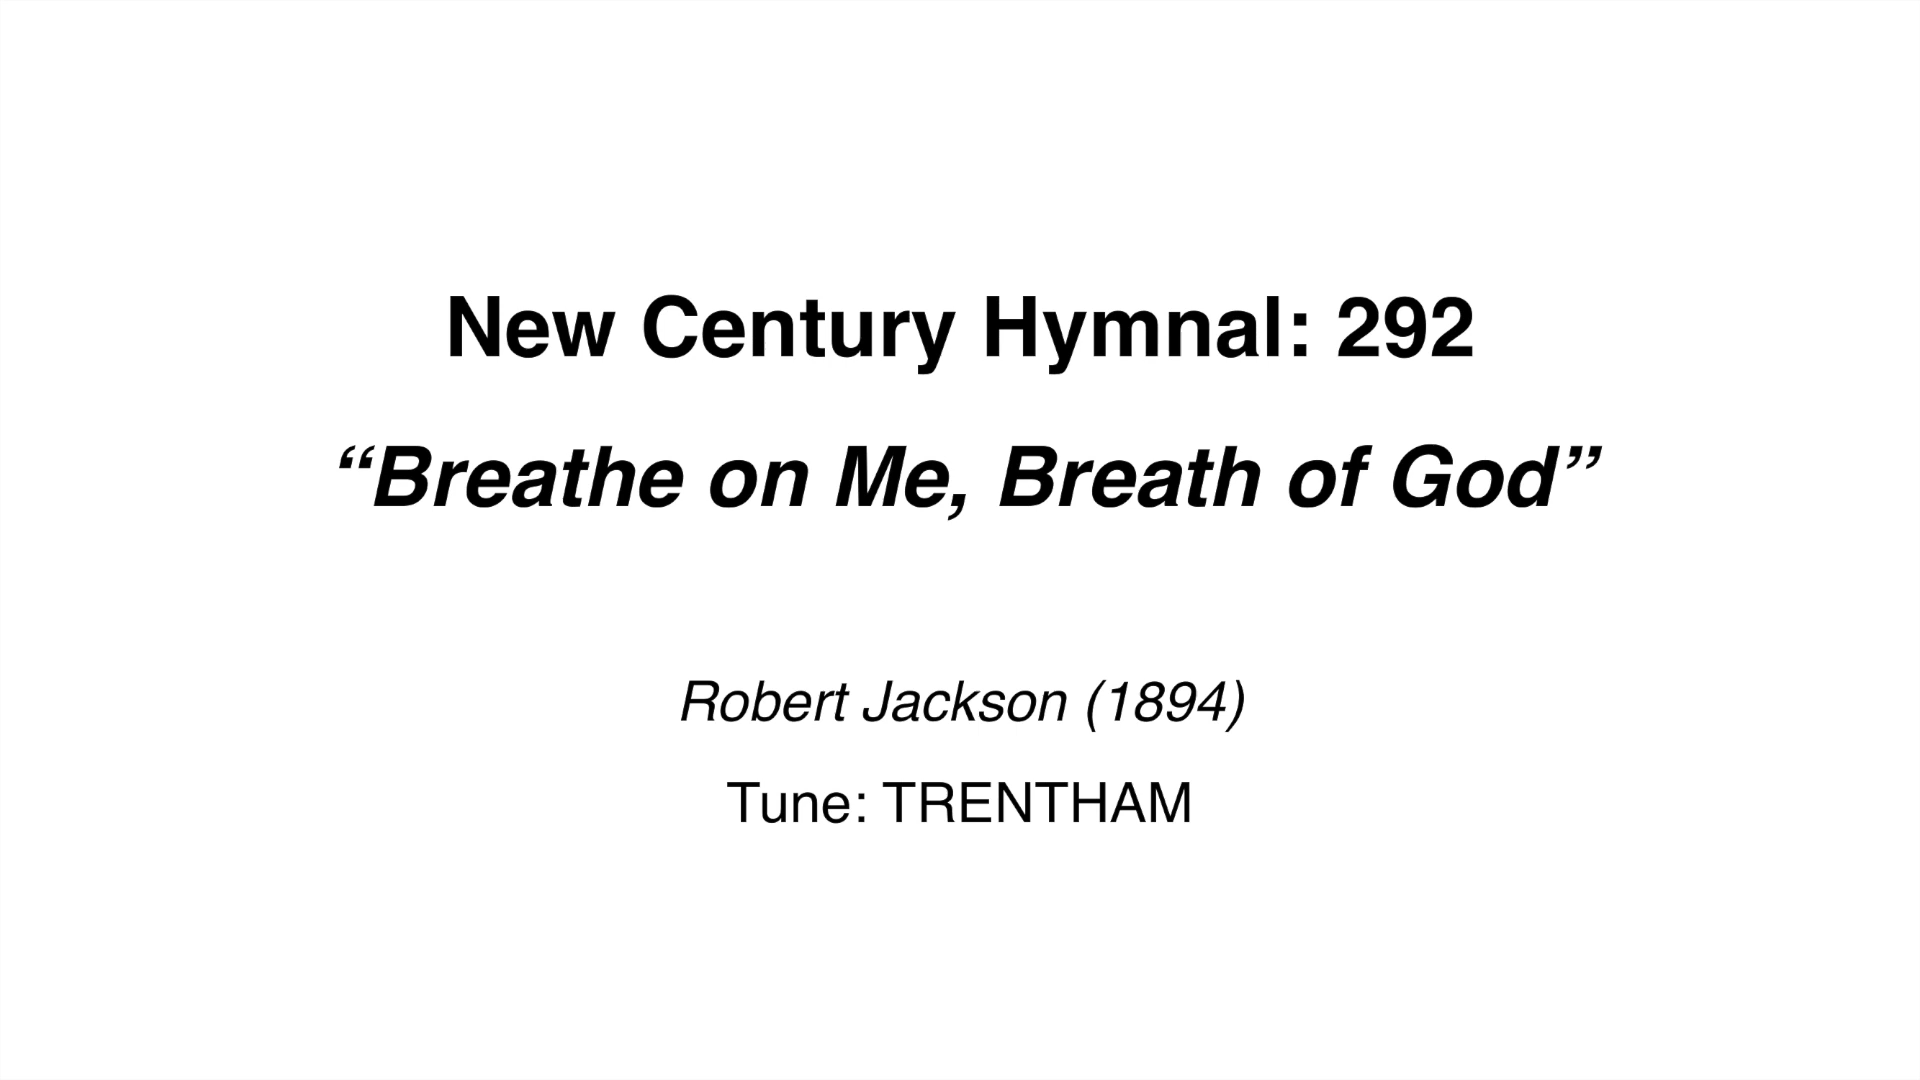 New Century Hymnal: 292
“Breathe on Me, Breath of God”
Robert Jackson (1894)
Tune: TRENTHAM